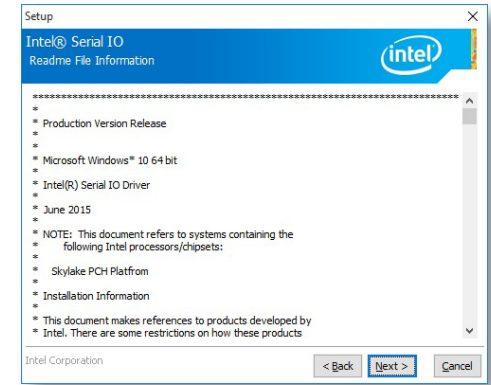 Setup
Intel® Serial IO
Readme File Information
intel
*********************************************************************************
*
* Production Version Release
*
*
* Microsoft Windows* 10 64 bit
*
* Intel(R) Serial IO Driver
*
* June 2015
*
* NOTE: This document refers to systems containing the
* following Intel processors/chipsets:
*
* Skylake PCH Platfrom
*
* Installation Information
*
* This document makes references to products developed by
* Intel. There are some restrictions on how these products
Intel Corporation
< Back
Next >
Cancel